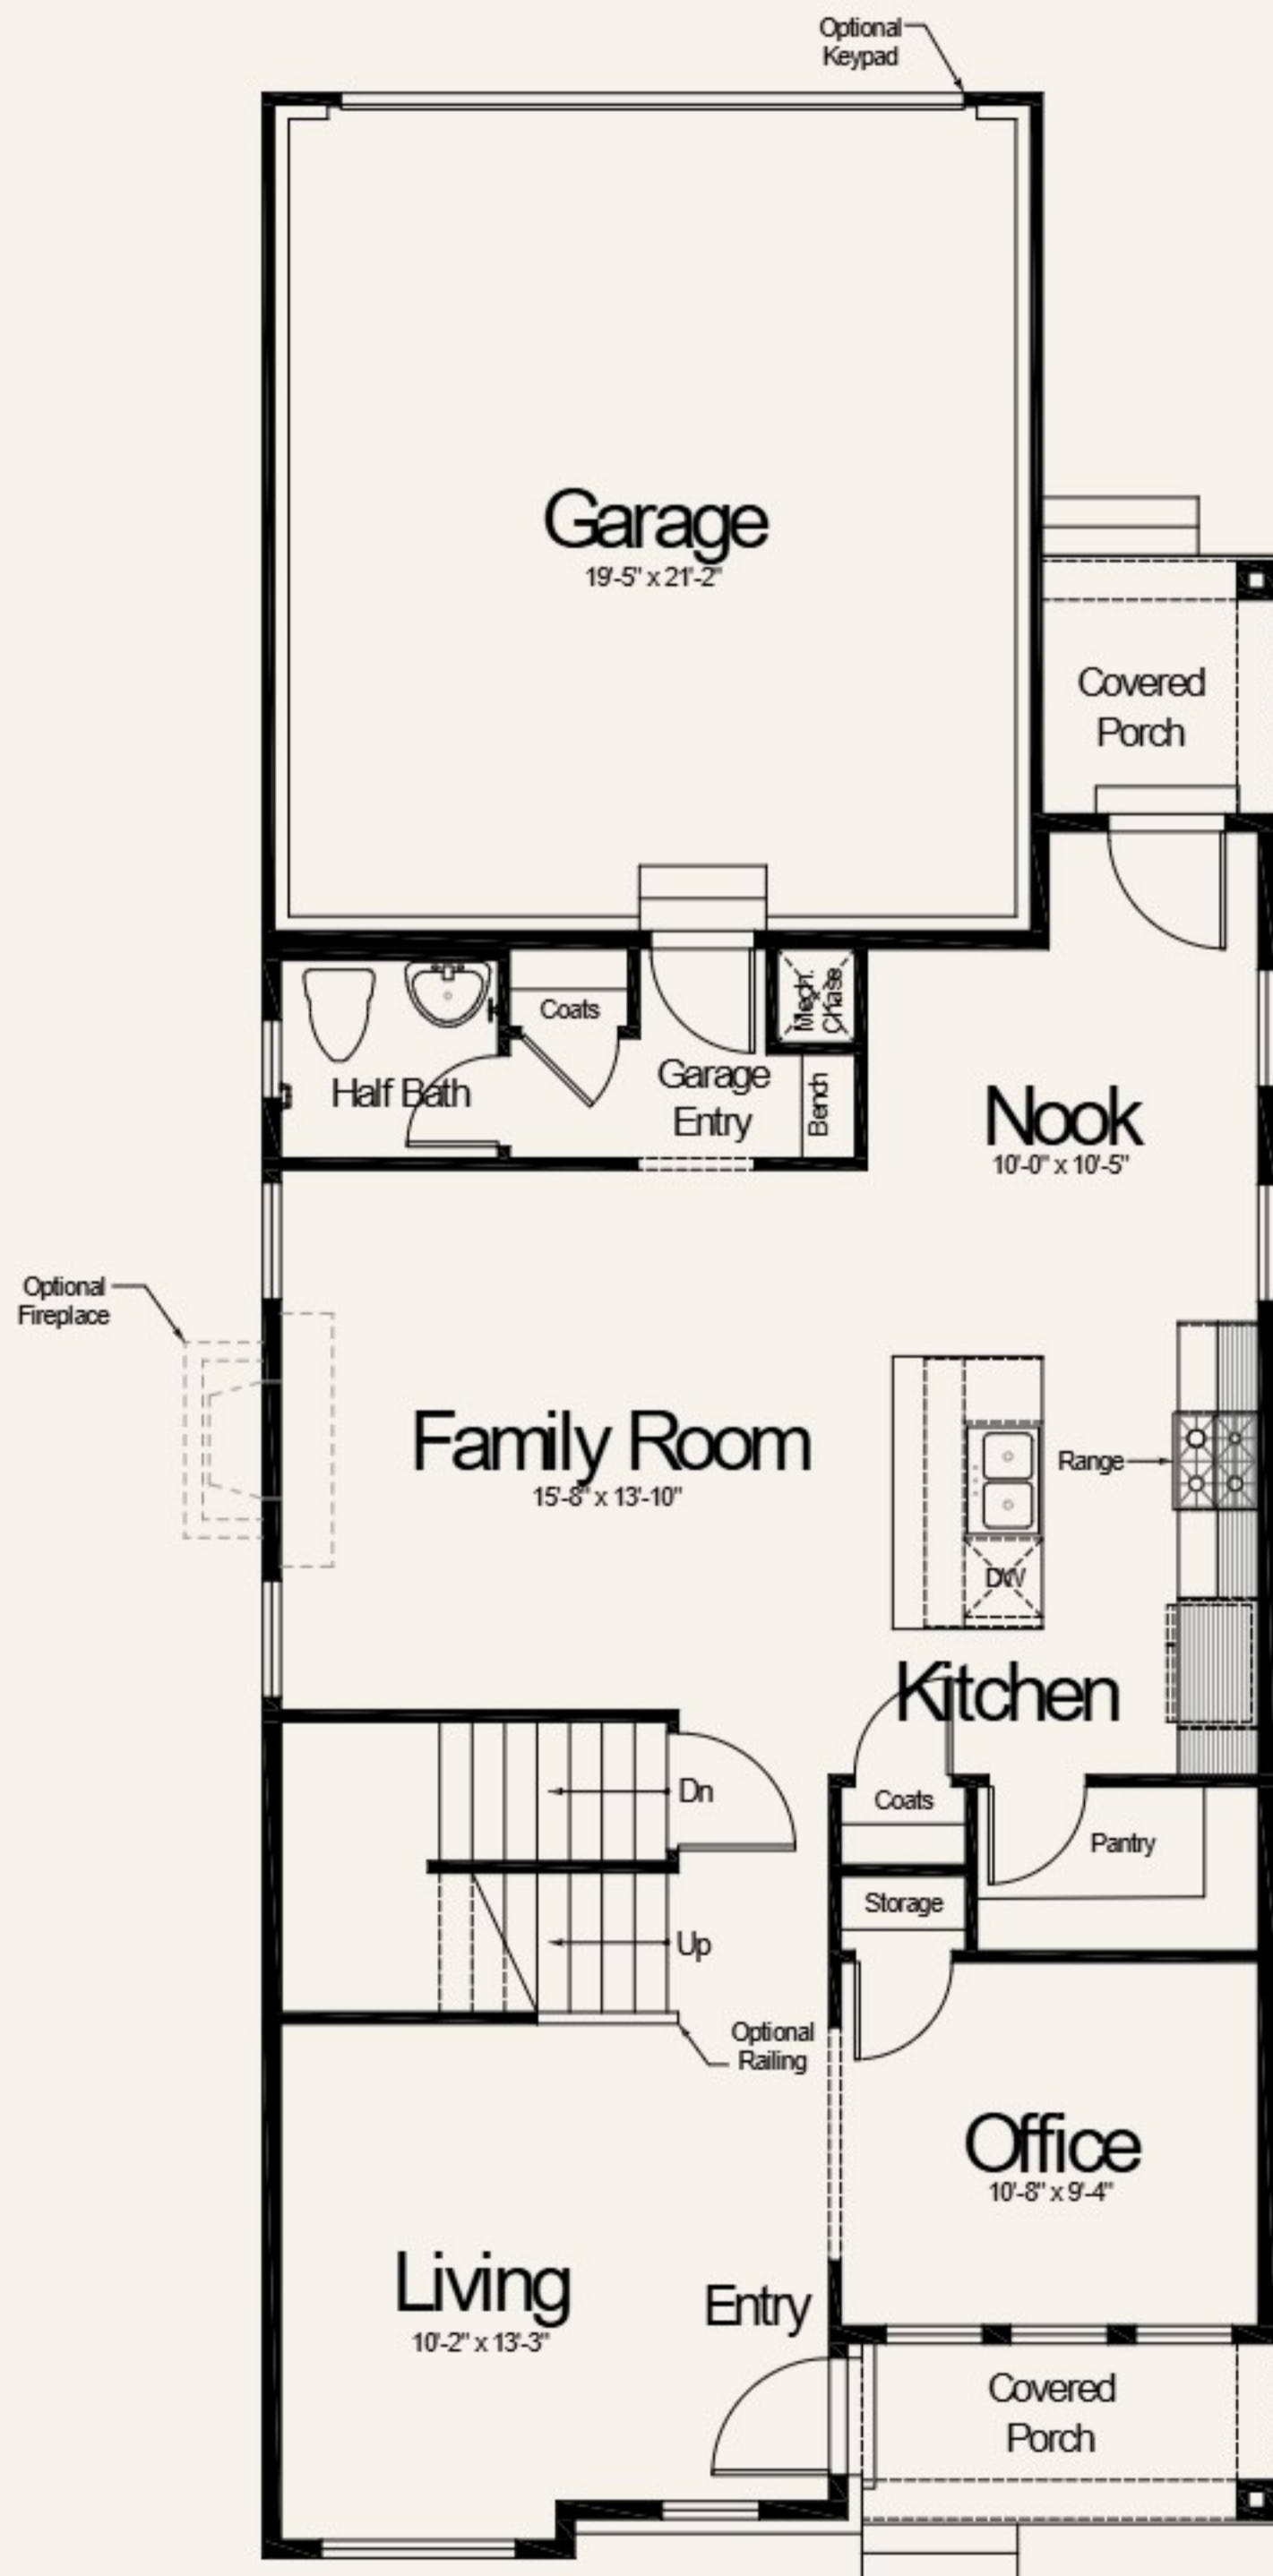 Optional
Keypad
Garage
19'-5" x 21'-2"
Covered
Porch
Coats
Mech.
Chase
Half Bath
Garage
Entry
Bench
Nook
10'-0" x 10'-5"
Optional
Fireplace
Family Room
15'-8" x 13'-10"
Range
DW
Kitchen
Dn
Coats
Pantry
Storage
Up
Optional
Railing
Office
10'-8" x 9'-4"
Living
10'-2" x 13'-3"
Entry
Covered
Porch